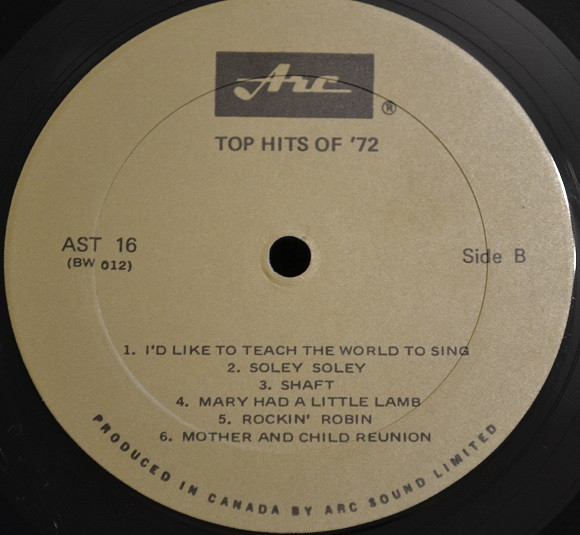 Arc
®
TOP HITS OF '72
AST 16
(BW 012)
Side B
1. I'D LIKE TO TEACH THE WORLD TO SING
2. SOLEY SOLEY
3. SHAFT
4. MARY HAD A LITTLE LAMB
5. ROCKIN' ROBIN
6. MOTHER AND CHILD REUNION
PRODUCED IN CANADA BY ARC SOUND LIMITED